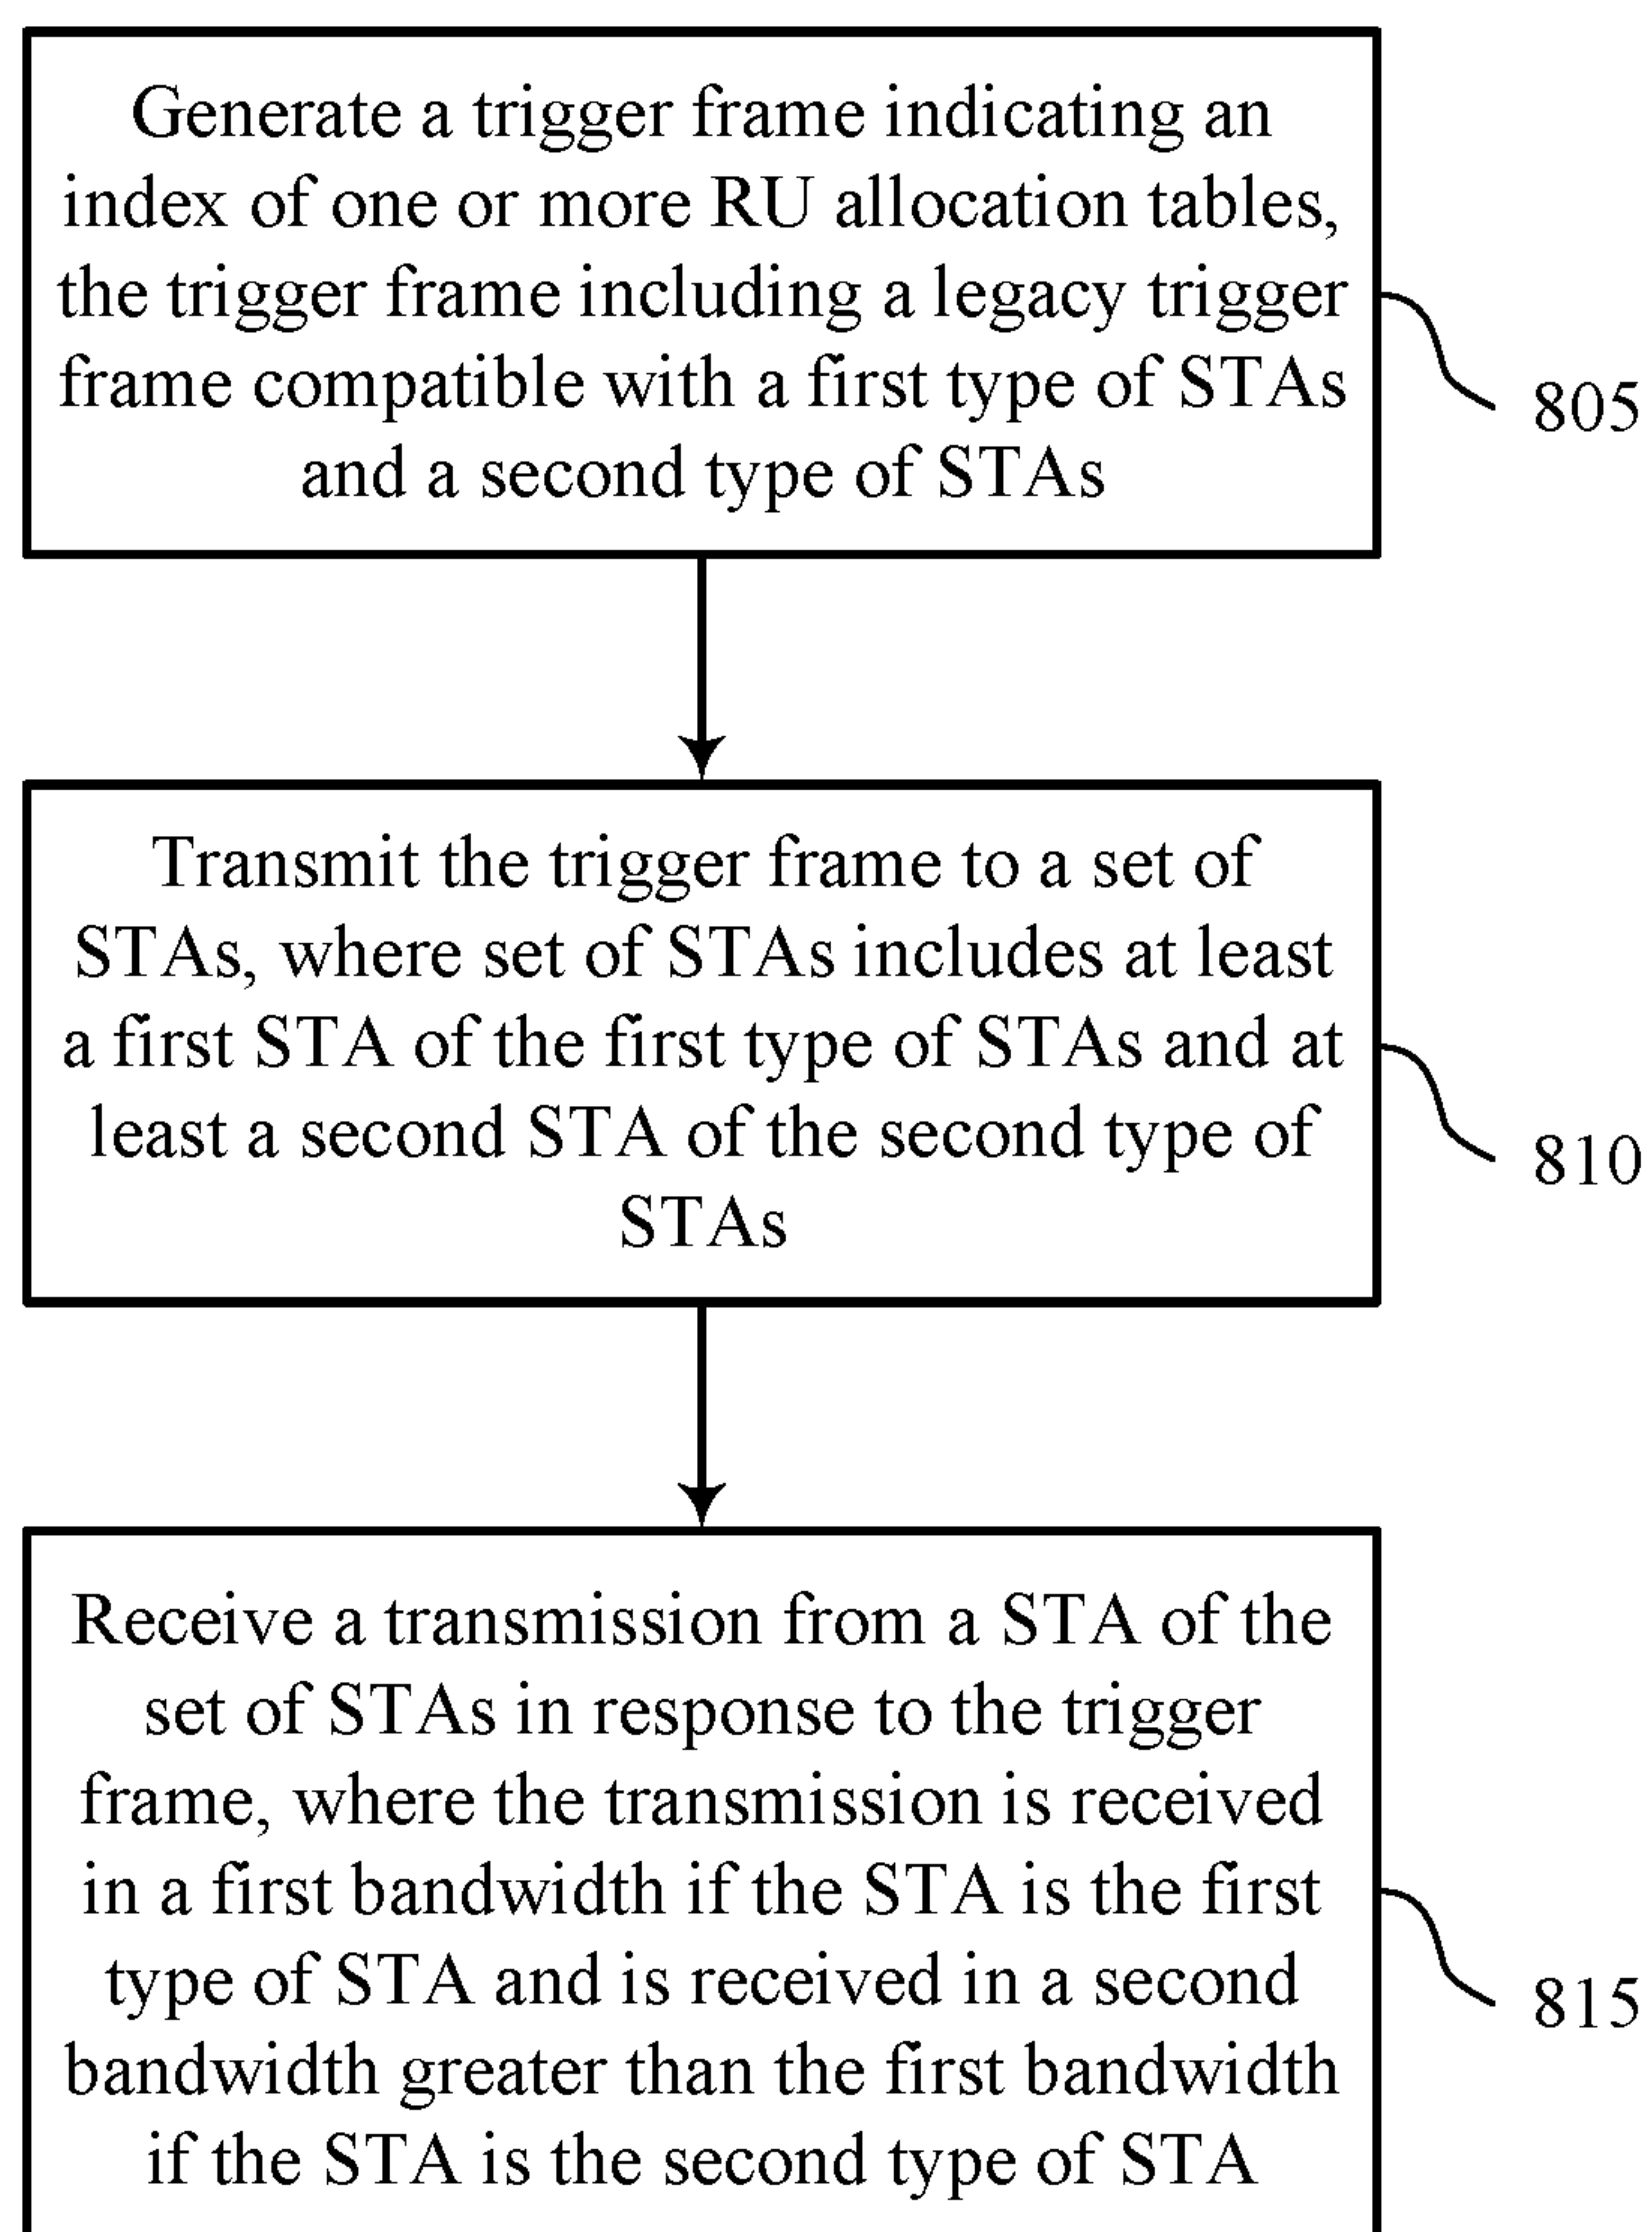 Generate a trigger frame indicating an
index of one or more RU allocation tables,
the trigger frame including a legacy trigger
frame compatible with a first type of STAs
and a second type of STAs
805
Transmit the trigger frame to a set of
STAs, where set of STAs includes at least
a first STA of the first type of STAs and at
least a second STA of the second type of
STAs
810
Receive a transmission from a STA of the
set of STAs in response to the trigger
frame, where the transmission is received
in a first bandwidth if the STA is the first
type of STA and is received in a second
bandwidth greater than the first bandwidth
if the STA is the second type of STA
815